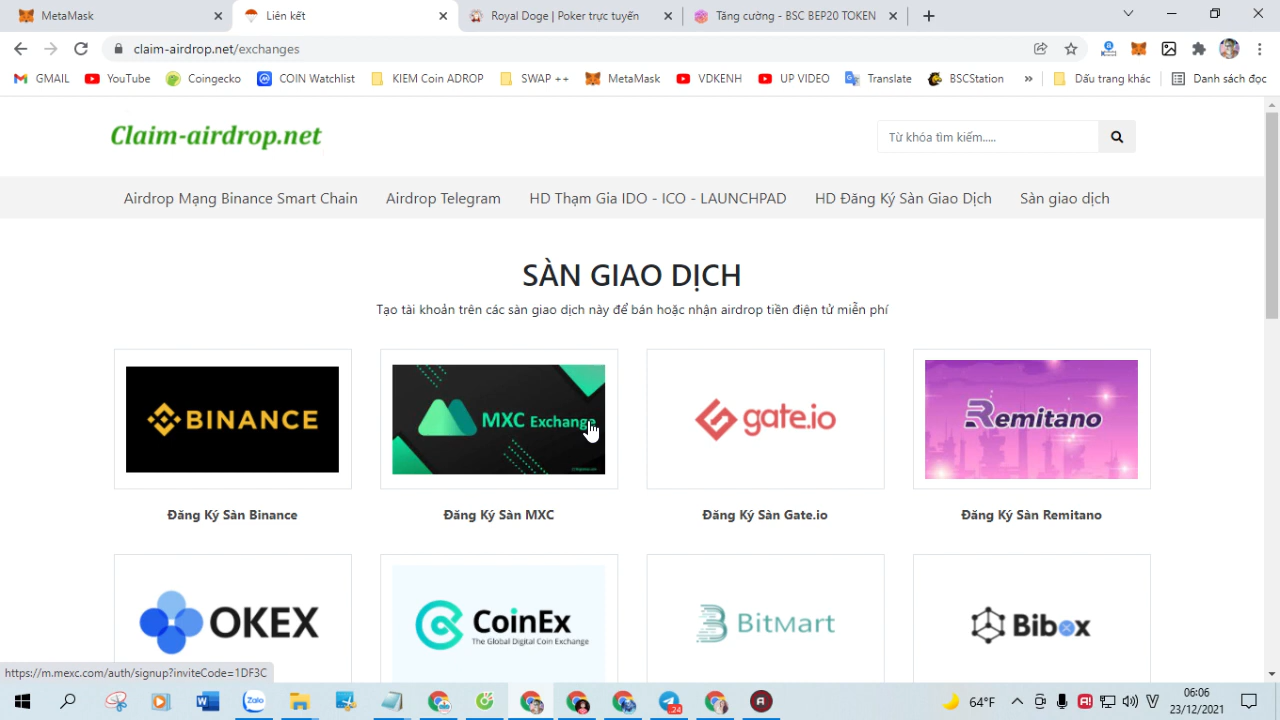 MetaMask
Liên kết
Royal Doge | Poker trực tuyến
Tăng cường - BSC BEP20 TOKEN
claim-airdrop.net/exchanges
GMAIL
YouTube
Coingecko
COIN Watchlist
KIEM Coin ADROP
SWAP ++
MetaMask
VDKENH
UP VIDEO
Translate
BSCStation
»
Dấu trang khác
Danh sách đọc
Claim-airdrop.net
Từ khóa tìm kiếm.....
Airdrop Mạng Binance Smart Chain
Airdrop Telegram
HD Thạm Gia IDO - ICO - LAUNCHPAD
HD Đăng Ký Sàn Giao Dịch
Sàn giao dịch
SÀN GIAO DỊCH
Tạo tài khoản trên các sàn giao dịch này để bán hoặc nhận airdrop tiền điện tử miễn phí
BINANCE
MXC Exchange
gate.io
Remitano
Đăng Ký Sàn Binance
Đăng Ký Sàn MXC
Đăng Ký Sàn Gate.io
Đăng Ký Sàn Remitano
OKEX
CoinEx
The Global Digital Coin Exchange
BitMart
Bibox
https://m.mexc.com/auth/signup?inviteCode=1DF3C
Zalo
24
64°F
06:06
23/12/2021